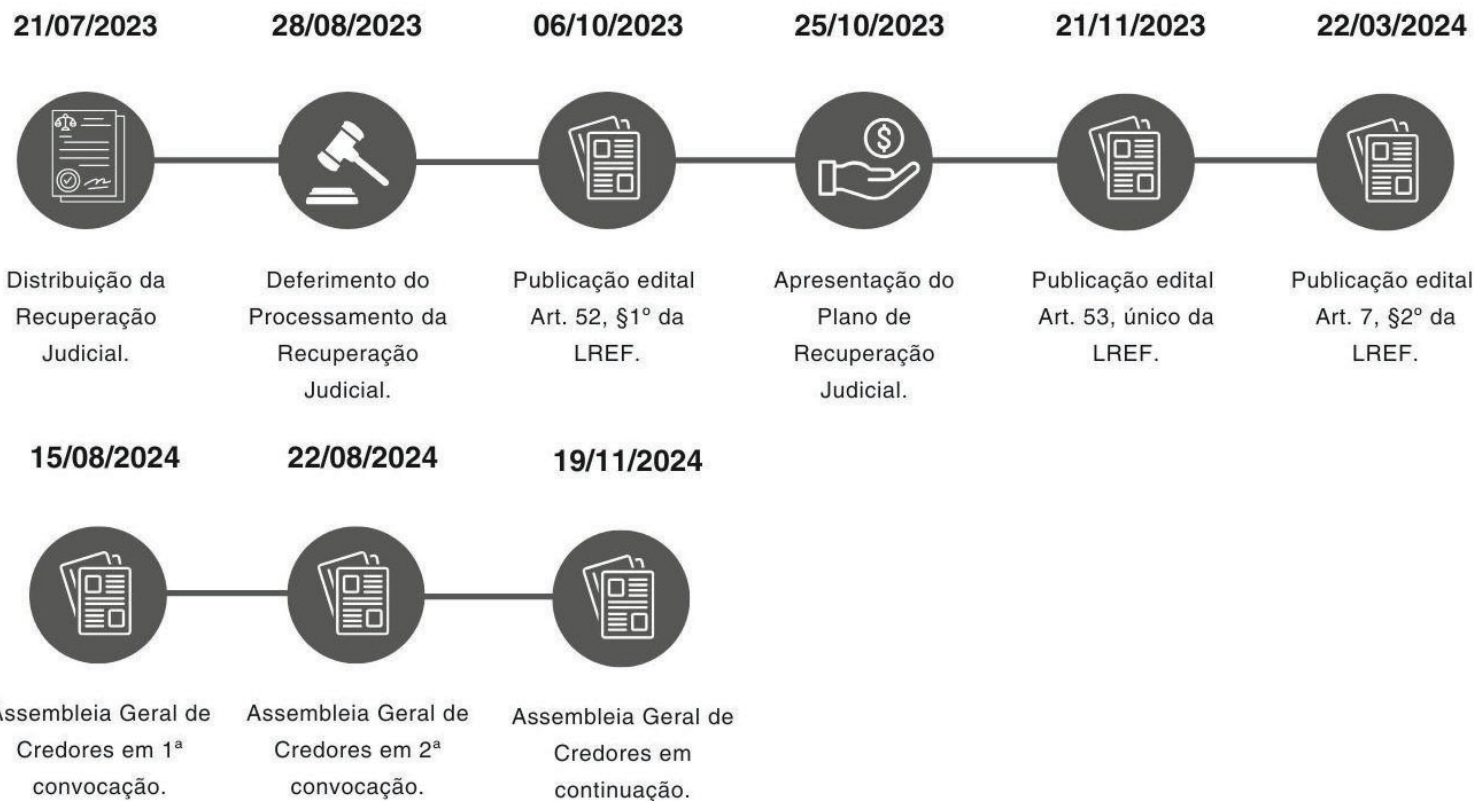 21/07/2023
28/08/2023
06/10/2023
25/10/2023
21/11/2023
22/03/2024
Distribuição da
Recuperação
Judicial.
Deferimento do
Processamento da
Recuperação
Judicial.
Publicação edital
Art. 52, §1º da
LREF.
Apresentação do
Plano de
Recuperação
Judicial.
Publicação edital
Art. 53, único da
LREF.
Publicação edital
Art. 7, §2º da
LREF.
15/08/2024
22/08/2024
19/11/2024
Assembleia Geral de
Credores em 1ª
convocação.
Assembleia Geral de
Credores em 2ª
convocação.
Assembleia Geral de
Credores em
continuação.